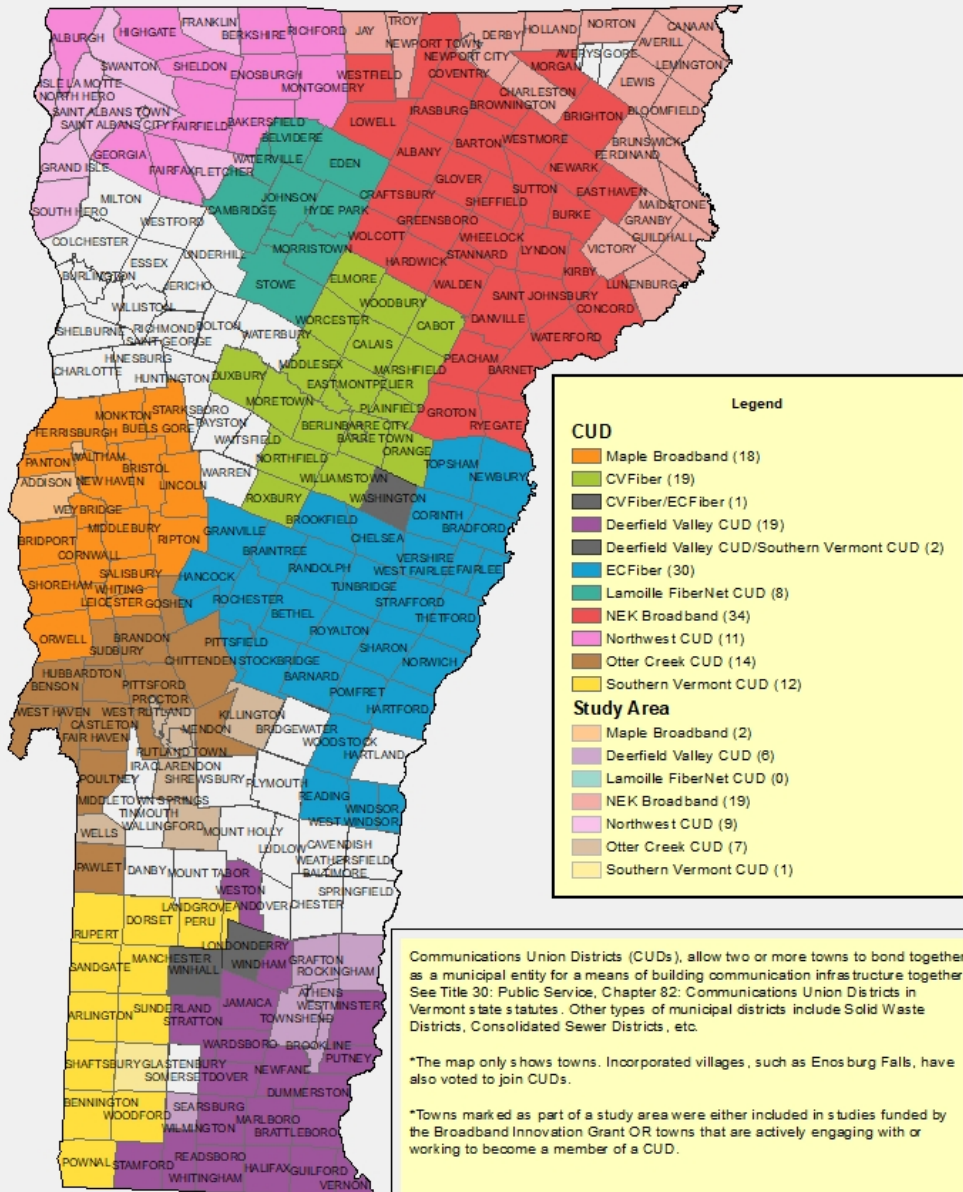 ALBURGH
HIGHGATE
FRANKLIN
BERKSHIRE
RICHFORD
JAY
TROY
NEWPORT TOWN
NEWPORT CITY
DERBY
HOLLAND
NORTON
AVERYS GORE
AVERILL
CANAAN
LEMINGTON
LEWIS
MORGAN
BLOOMFIELD
BRUNSWICK
FERDINAND
MAIDSTONE
GRANBY
GUILDHALL
VICTORY
LUNENBURG
CONCORD
KIRBY
ISLE LA MOTTE
NORTH HERO
SWANTON
SHELDON
ENOSBURGH
MONTGOMERY
WESTFIELD
COVENTRY
CHARLESTON
BROWNINGTON
BRIGHTON
SAINT ALBANS TOWN
SAINT ALBANS CITY
FAIRFIELD
BAKERSFIELD
LOWELL
IRASBURG
BARTON
WESTMORE
NEWARK
EAST HAVEN
GRAND ISLE
GEORGIA
FAIRFAX
FLETCHER
WATERVILLE
BELVIDERE
EDEN
ALBANY
GLOVER
SUTTON
SHEFFIELD
BURKE
SOUTH HERO
MILTON
WESTFORD
CAMBRIDGE
JOHNSON
HYDE PARK
CRAFTSBURY
GREENSBORO
WHEELOCK
LYNDON
COLCHESTER
ESSEX
UNDERHILL
MORRISTOWN
WOLCOTT
HARDWICK
STANNARD
WALDEN
SAINT JOHNSBURY
DANVILLE
WATERFORD
BURLINGTON
JERICHO
STOWE
ELMORE
WOODBURY
CABOT
PEACHAM
BARNET
WILLISTON
SHELBURNE
RICHMOND
SAINT GEORGE
BOLTON
WATERBURY
WORCESTER
CALAIS
MARSHFIELD
MIDDLESEX
EAST MONTPELIER
GROTON
RYEGATE
CHARLOTTE
HINESBURG
HUNTINGTON
DUXBURY
MORETOWN
BERLIN
BARRE CITY
BARRE TOWN
PLAINFIELD
ORANGE
TOPSHAM
NEWBURY
FERRISBURGH
MONKTON
STARKSBORO
BUELS GORE
FAYSTON
WAITSFIELD
WARREN
NORTHFIELD
WILLIAMSTOWN
WASHINGTON
ROXBURY
CORINTH
BRADFORD
PANTON
WALTHAM
ADDISON
NEW HAVEN
BRISTOL
LINCOLN
WEYBRIDGE
MIDDLEBURY
RIPTON
BRIDPORT
CORNWALL
SALISBURY
SHOREHAM
WHITING
LEICESTER
GOSHEN
ORWELL
GRANVILLE
BROOKFIELD
CHELSEA
BRAINTREE
RANDOLPH
VERSHIRE
WEST FAIRLEE
FAIRLEE
HANCOCK
TUNBRIDGE
ROCHESTER
BETHEL
STRAFFORD
THETFORD
ROYALTON
SHARON
NORWICH
PITTSFIELD
STOCKBRIDGE
BARNARD
POMFRET
HARTFORD
BRANDON
SUDBURY
CHITTENDEN
HUBBARDTON
BENSON
PITTSFORD
PROCTOR
WEST HAVEN
WEST RUTLAND
CASTLETON
FAIR HAVEN
KILLINGTON
MENDON
RUTLAND TOWN
BRIDGEWATER
WOODSTOCK
HARTLAND
IRA
CLARENDON
SHREWSBURY
PLYMOUTH
READING
WINDSOR
WEST WINDSOR
POULTNEY
MIDDLETOWN SPRINGS
TINMOUTH
WALLINGFORD
MOUNT HOLLY
LUDLOW
CAVENDISH
WEATHERSFIELD
BALTIMORE
WELLS
PAWLET
DANBY
MOUNT TABOR
WESTON
ANDOVER
CHESTER
SPRINGFIELD
RUPERT
DORSET
LANDGROVE
PERU
LONDONDERRY
WINDHAM
GRAFTON
ROCKINGHAM
SANDGATE
MANCHESTER
WINHALL
ATHENS
WESTMINSTER
ARLINGTON
SUNDERLAND
STRATTON
JAMAICA
TOWNSHEND
BROOKLINE
PUTNEY
WARDSBORO
SHAFTSBURY
GLASTENBURY
SOMERSET
DOVER
NEWFANE
DUMMERSTON
BENNINGTON
WOODFORD
SEARSBURG
WILMINGTON
MARLBORO
BRATTLEBORO
POWNAL
STAMFORD
READSBORO
WHITINGHAM
HALIFAX
GUILFORD
VERNON
Legend
CUD
Maple Broadband (18)
CVFiber (19)
CVFiber/ECFiber (1)
Deerfield Valley CUD (19)
Deerfield Valley CUD/Southern Vermont CUD (2)
ECFiber (30)
Lamoille FiberNet CUD (8)
NEK Broadband (34)
Northwest CUD (11)
Otter Creek CUD (14)
Southern Vermont CUD (12)
Study Area
Maple Broadband (2)
Deerfield Valley CUD (6)
Lamoille FiberNet CUD (0)
NEK Broadband (19)
Northwest CUD (9)
Otter Creek CUD (7)
Southern Vermont CUD (1)
Communications Union Districts (CUDs), allow two or more towns to bond together
as a municipal entity for a means of building communication infrastructure together
See Title 30: Public Service, Chapter 82: Communications Union Districts in
Vermont state statutes. Other types of municipal districts include Solid Waste
Districts, Consolidated Sewer Districts, etc.
*The map only shows towns. Incorporated villages, such as Enosburg Falls, have
also voted to join CUDs.
*Towns marked as part of a study area were either included in studies funded by
the Broadband Innovation Grant OR towns that are actively engaging with or
working to become a member of a CUD.